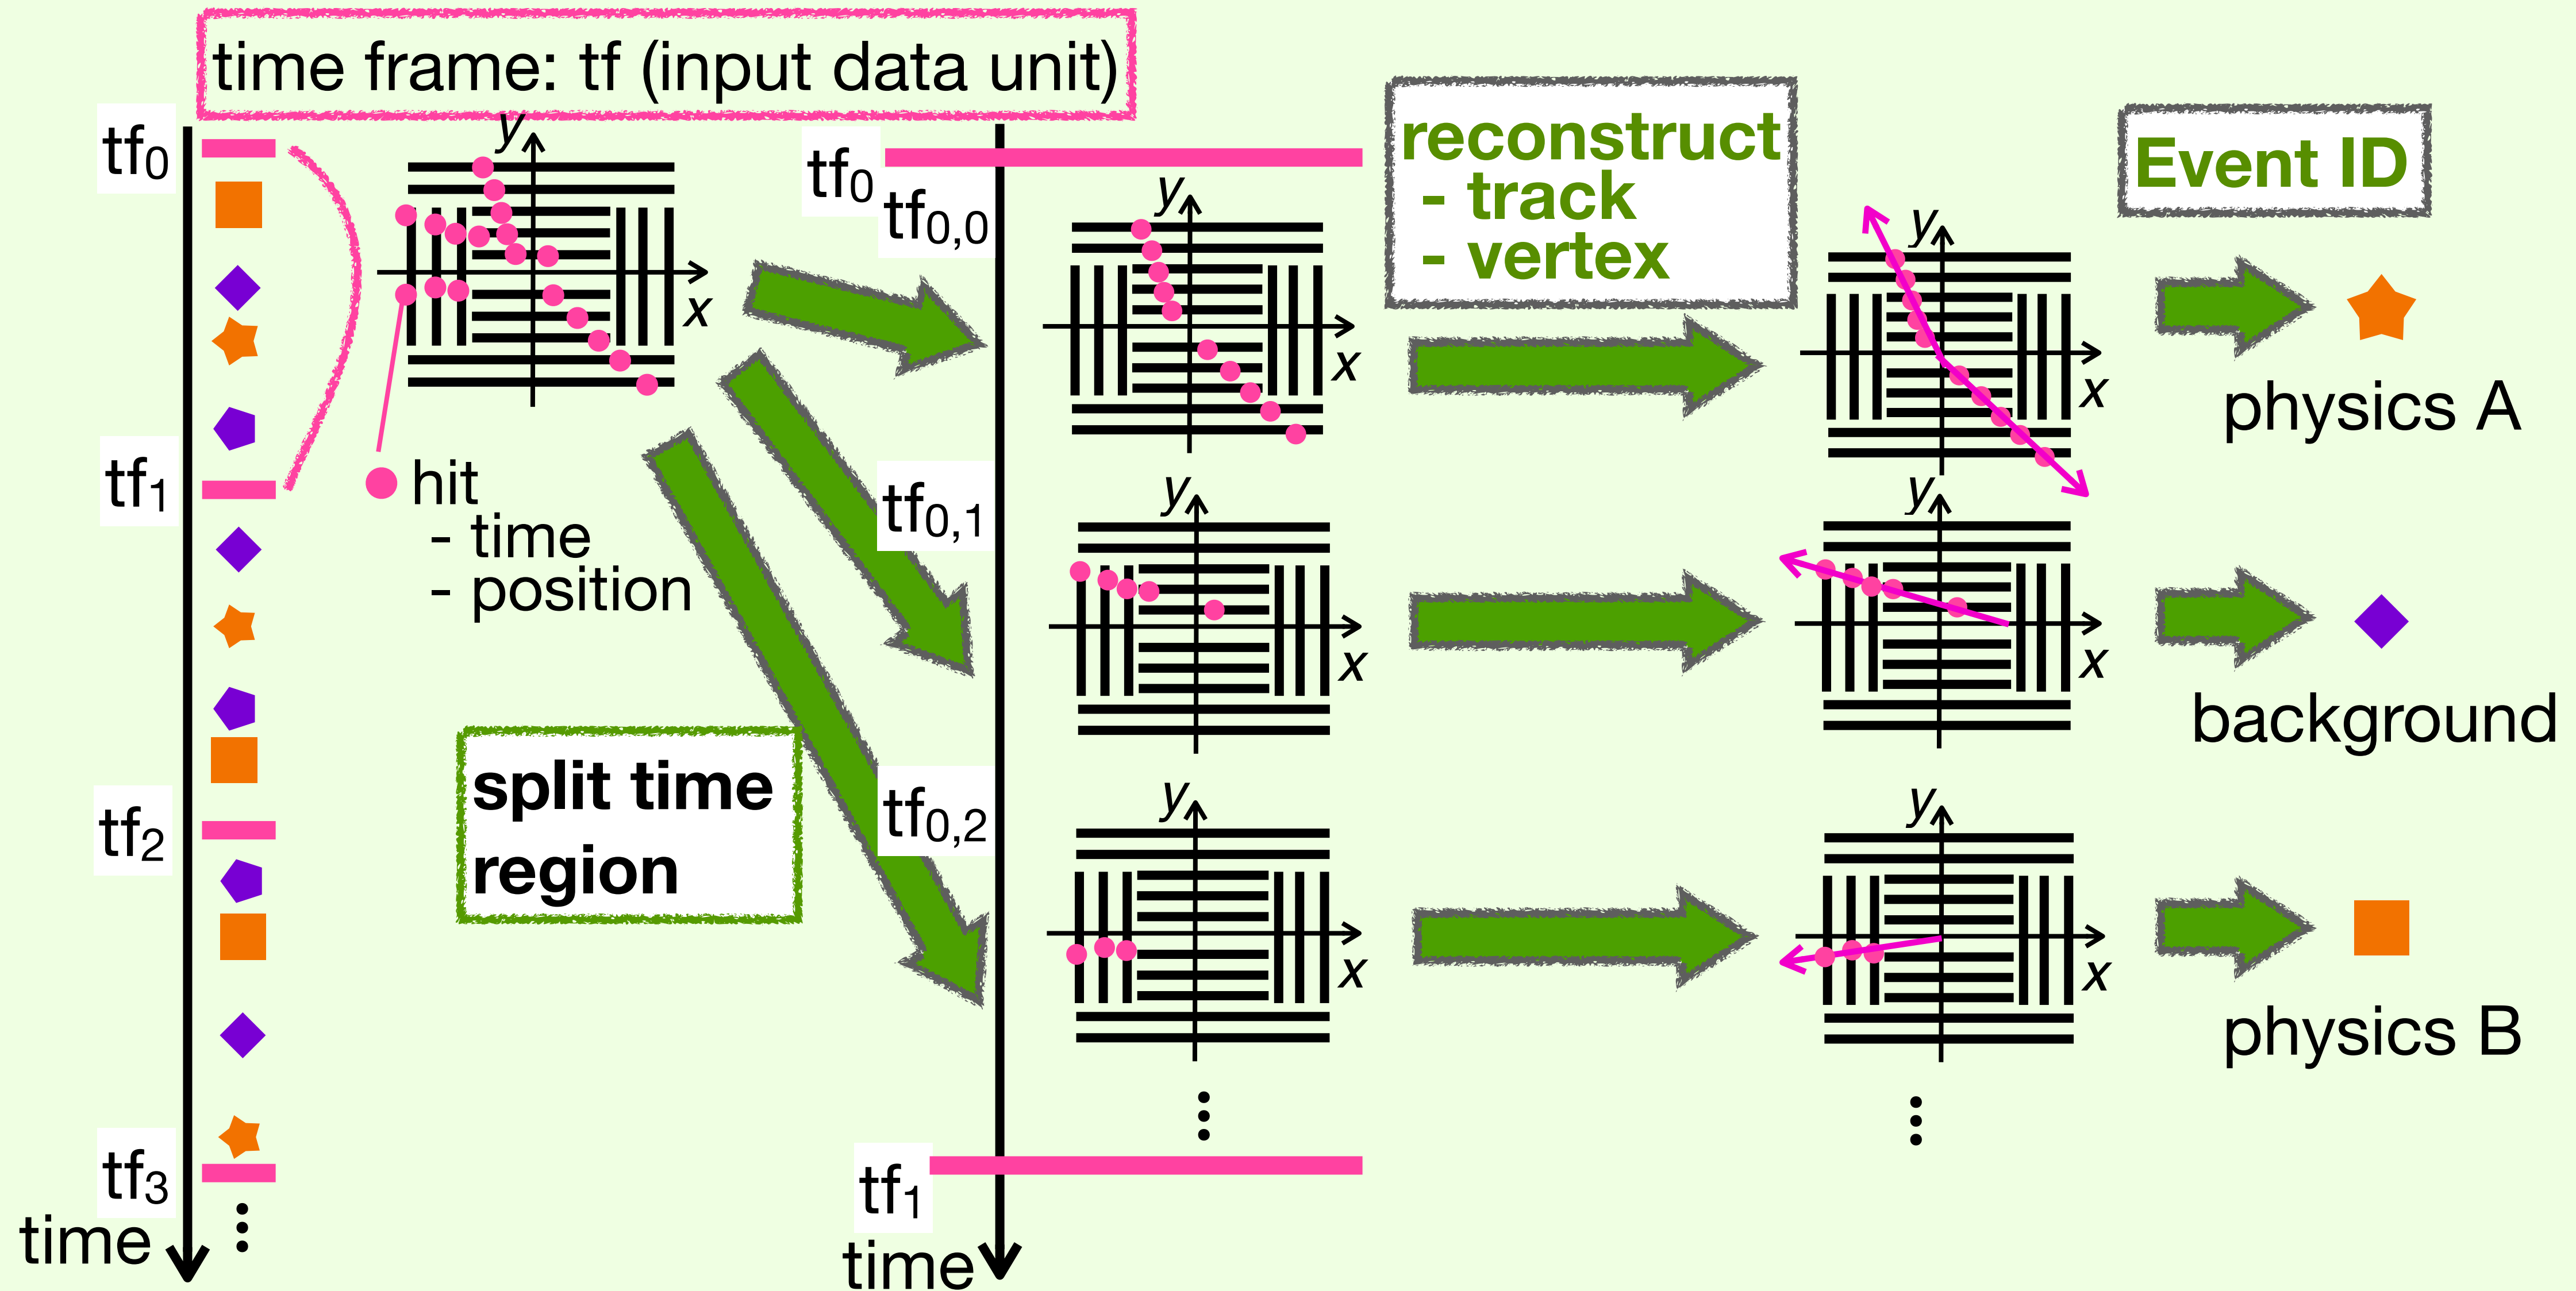 time frame: tf (input data unit)
tf0
tf1
tf2
tf3
time
y
x
hit
- time
- position
split time
region
tf0
tf0,0
tf0,1
tf0,2
tf1
time
y
x
y
x
y
x
reconstruct
- track
- vertex
y
x
y
x
y
x
Event ID
physics A
background
physics B